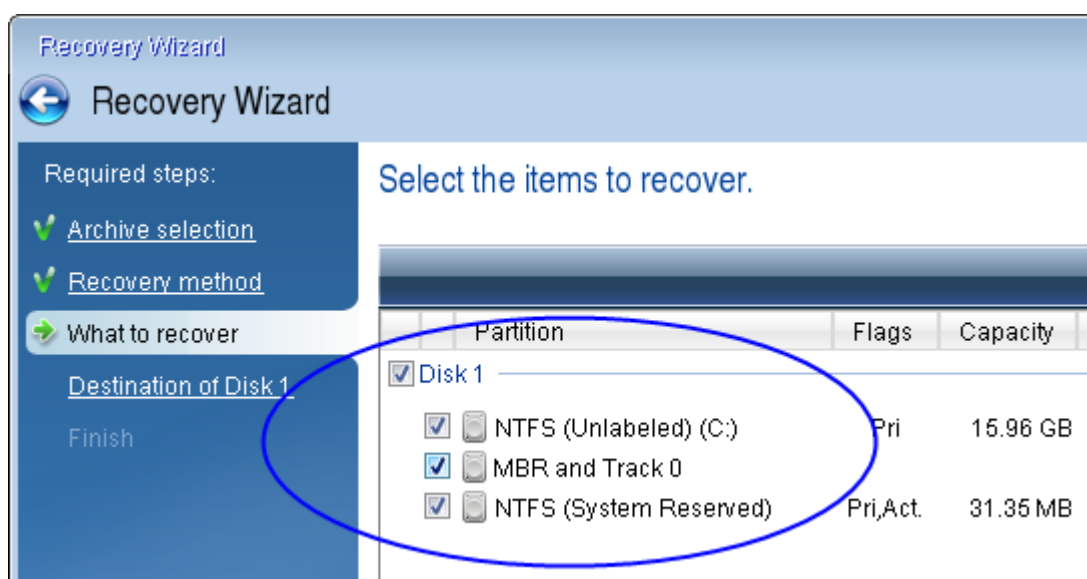 Recovery Wizard
Recovery Wizard
Required steps:
Archive selection
Recovery method
What to recover
Destination of Disk 1
Finish
Select the items to recover.
Partition Flags Capacity
Disk 1
NTFS (Unlabeled) (C:) Pri 15.96 GB
MBR and Track 0
NTFS (System Reserved) Pri,Act. 31.35 MB